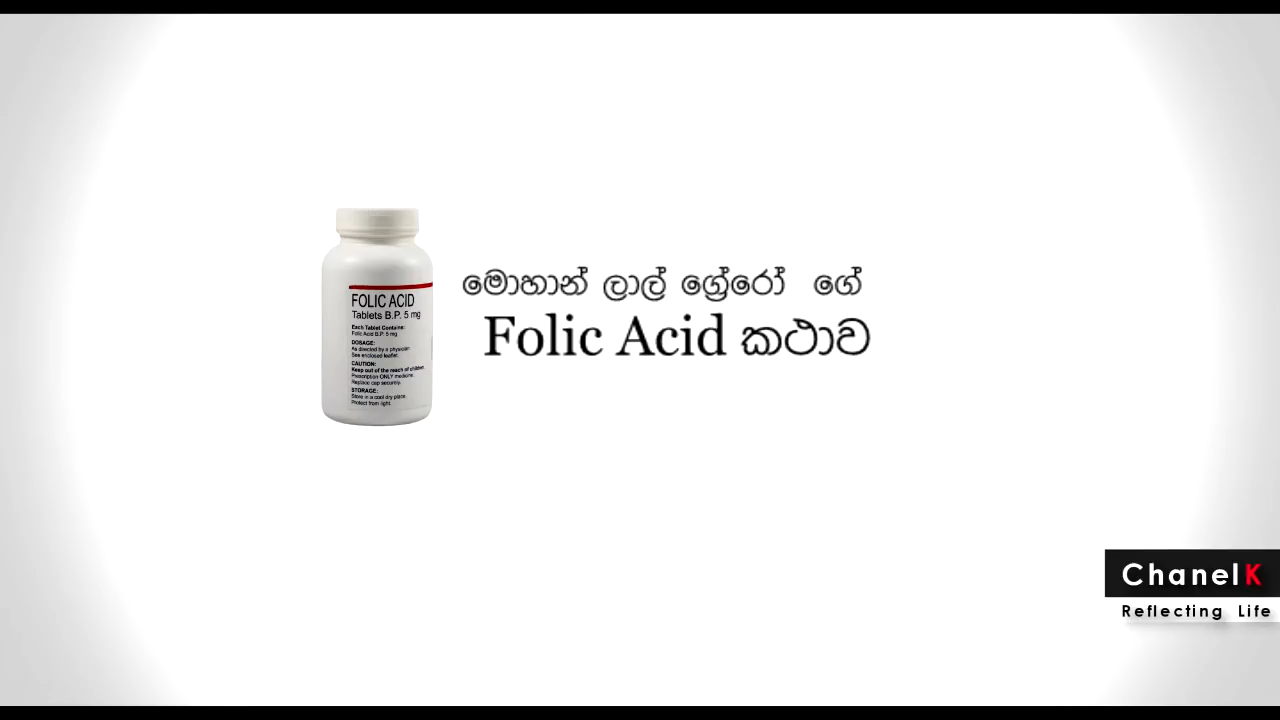 FOLIC ACID
Tablets B.P. 5 mg
Each Tablet Contains:
Folic Acid B.P. 5 mg
DOSAGE:
As directed by a physician.
See enclosed leaflet.
CAUTION:
Keep out of the reach of children.
Prescription ONLY medicine.
Replace cap securely.
STORAGE:
Store in a cool dry place.
Protect from light.
මොහාන් ලාල් ග්‍රේරෝ ගේ
Folic Acid කථාව
ChanelK
Reflecting Life